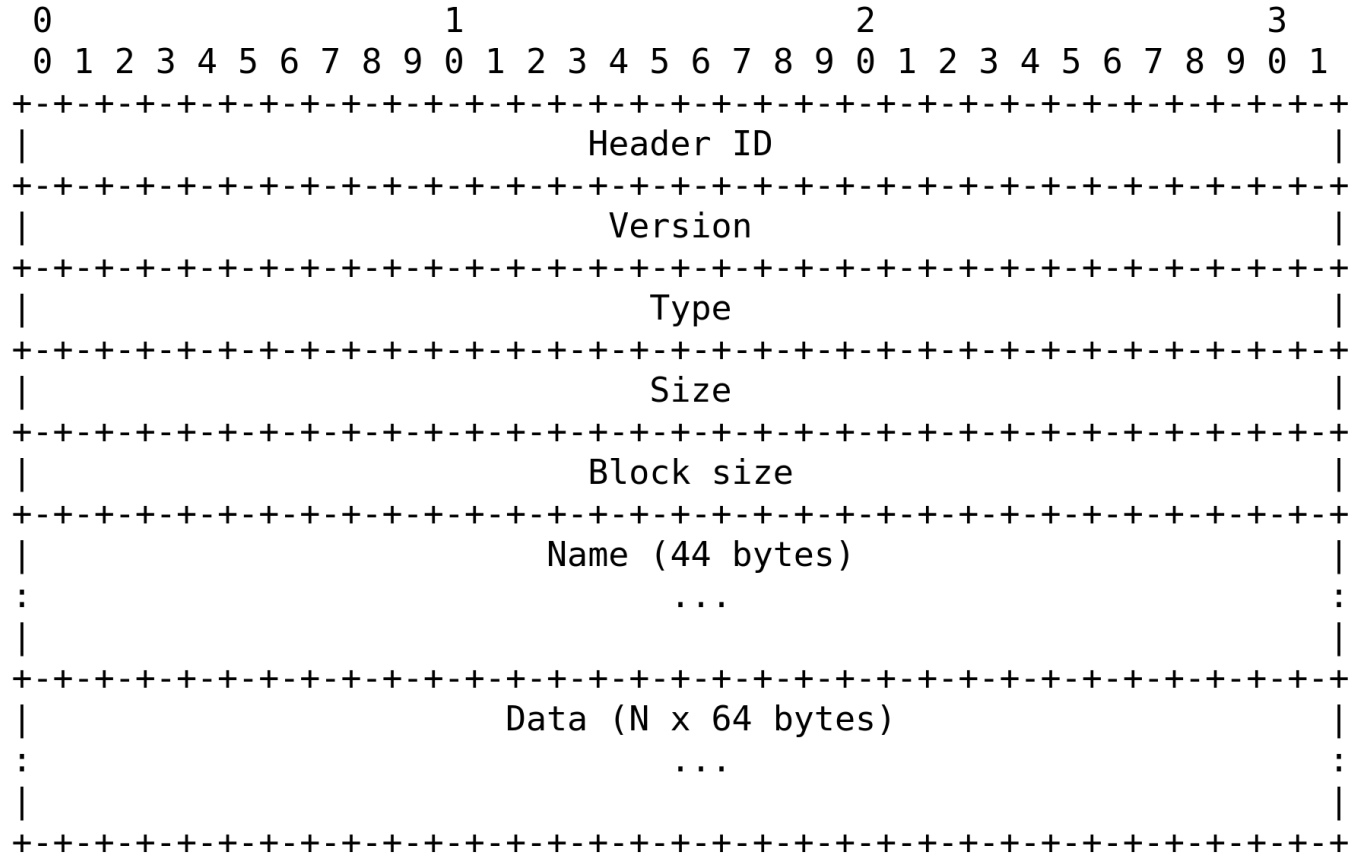 0                   1                   2                   3
 0 1 2 3 4 5 6 7 8 9 0 1 2 3 4 5 6 7 8 9 0 1 2 3 4 5 6 7 8 9 0 1
+-+-+-+-+-+-+-+-+-+-+-+-+-+-+-+-+-+-+-+-+-+-+-+-+-+-+-+-+-+-+-+-+
|                           Header ID                           |
+-+-+-+-+-+-+-+-+-+-+-+-+-+-+-+-+-+-+-+-+-+-+-+-+-+-+-+-+-+-+-+-+
|                            Version                            |
+-+-+-+-+-+-+-+-+-+-+-+-+-+-+-+-+-+-+-+-+-+-+-+-+-+-+-+-+-+-+-+-+
|                              Type                             |
+-+-+-+-+-+-+-+-+-+-+-+-+-+-+-+-+-+-+-+-+-+-+-+-+-+-+-+-+-+-+-+-+
|                              Size                             |
+-+-+-+-+-+-+-+-+-+-+-+-+-+-+-+-+-+-+-+-+-+-+-+-+-+-+-+-+-+-+-+-+
|                           Block size                          |
+-+-+-+-+-+-+-+-+-+-+-+-+-+-+-+-+-+-+-+-+-+-+-+-+-+-+-+-+-+-+-+-+
|                         Name (44 bytes)                       |
:                               ...                             :
|                                                               |
+-+-+-+-+-+-+-+-+-+-+-+-+-+-+-+-+-+-+-+-+-+-+-+-+-+-+-+-+-+-+-+-+
|                       Data (N x 64 bytes)                     |
:                               ...                             :
|                                                               |
+-+-+-+-+-+-+-+-+-+-+-+-+-+-+-+-+-+-+-+-+-+-+-+-+-+-+-+-+-+-+-+-+